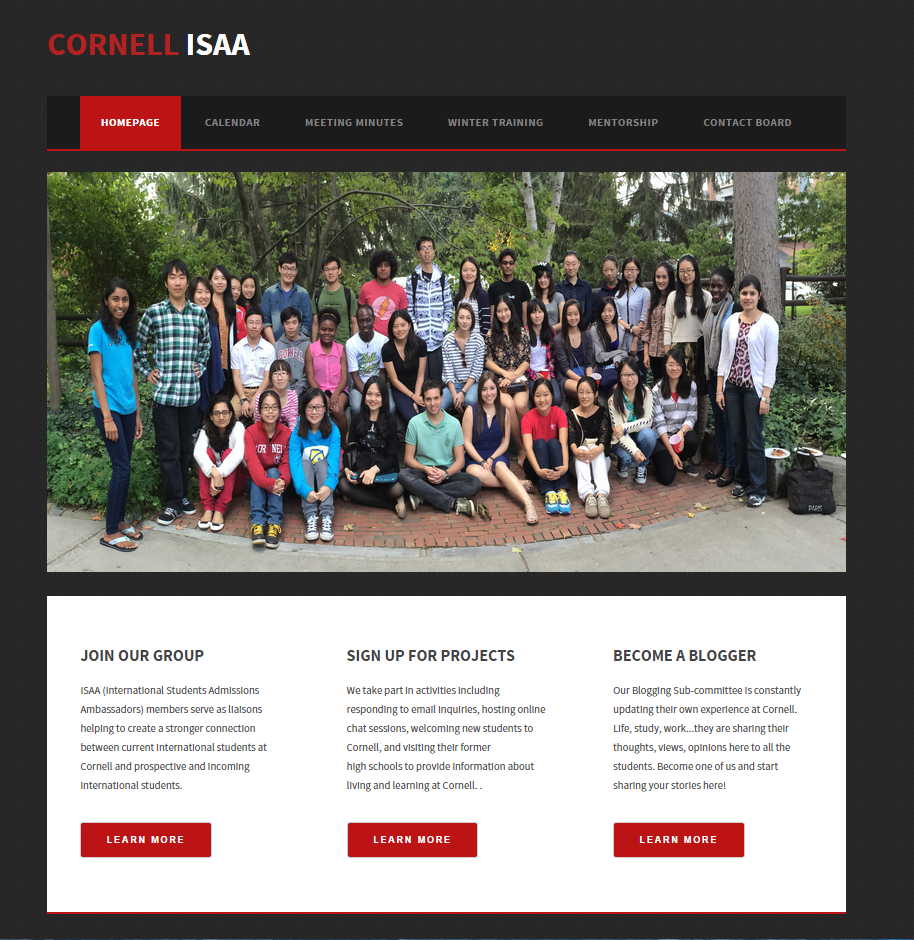 CORNELL ISAA
HOMEPAGE CALENDAR MEETING MINUTES WINTER TRAINING MENTORSHIP CONTACT BOARD
PARIS
JOIN OUR GROUP
ISAA (International Students Admissions
Ambassadors) members serve as liaisons
helping to create a stronger connection
between current international students at
Cornell and prospective and incoming
international students.
LEARN MORE
SIGN UP FOR PROJECTS
We take part in activities including
responding to email inquiries, hosting online
chat sessions, welcoming new students to
Cornell, and visiting their former
high schools to provide information about
living and learning at Cornell. .
LEARN MORE
BECOME A BLOGGER
Our Blogging Sub-committee is constantly
updating their own experience at Cornell.
Life, study, work...they are sharing their
thoughts, views, opinions here to all the
students. Become one of us and start
sharing your stories here!
LEARN MORE